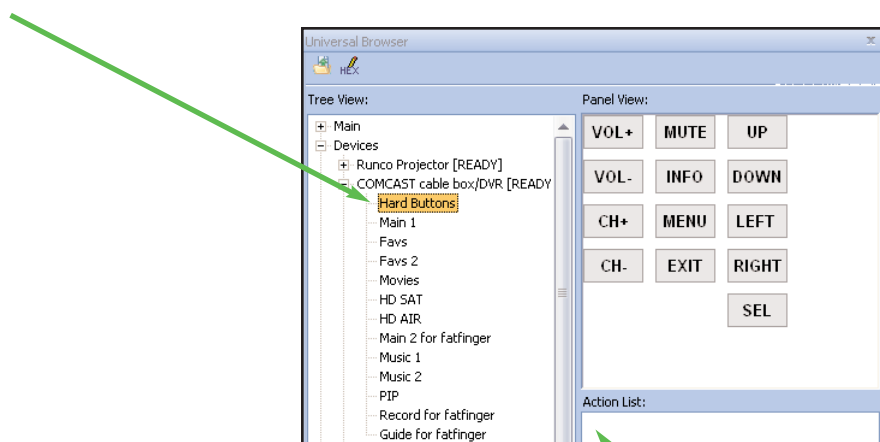 Universal Browser
HEX
Tree View:
Main
Devices
Runco Projector [READY]
COMCAST cable box/DVR [READY
Hard Buttons
Main 1
Favs
Favs 2
Movies
HD SAT
HD AIR
Main 2 for fatfinger
Music 1
Music 2
PIP
Record for fatfinger
Guide for fatfinger
Panel View:
VOL+ MUTE UP
VOL- INFO DOWN
CH+ MENU LEFT
CH- EXIT RIGHT
SEL
Action List: